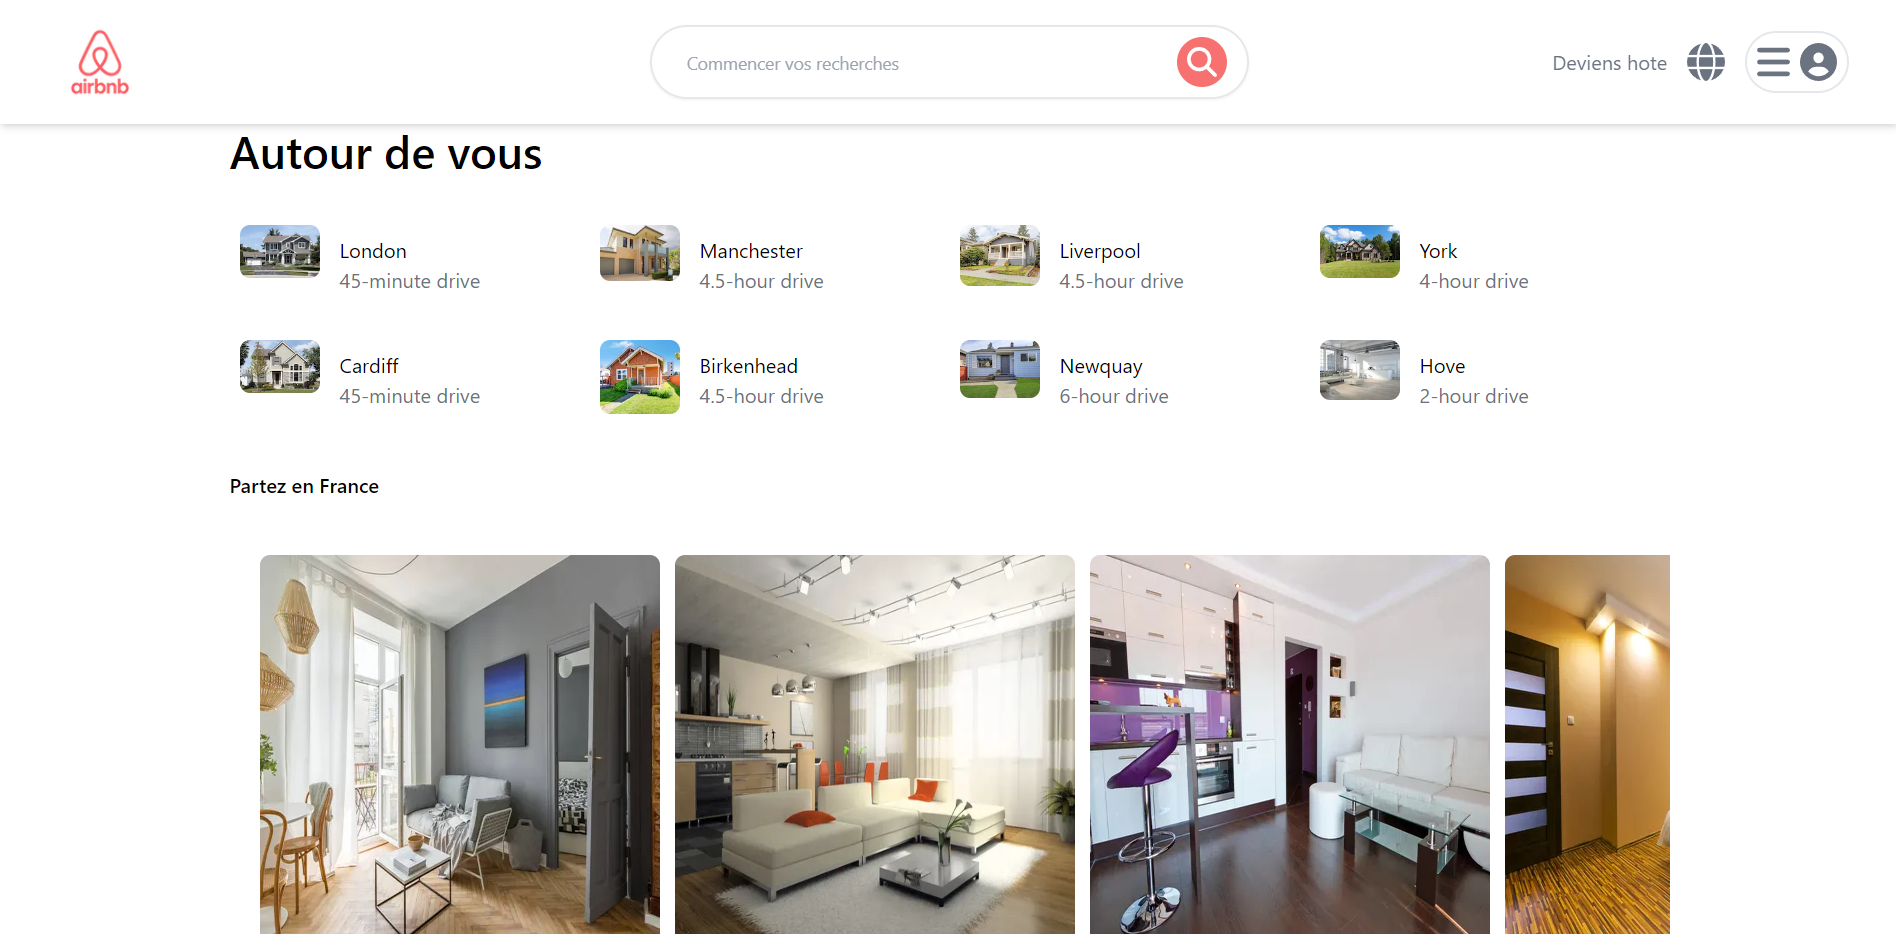 airbnb
Commencer vos recherches
Deviens hote
Autour de vous
London
45-minute drive
Manchester
4.5-hour drive
Liverpool
4.5-hour drive
York
4-hour drive
Cardiff
45-minute drive
Birkenhead
4.5-hour drive
Newquay
6-hour drive
Hove
2-hour drive
Partez en France